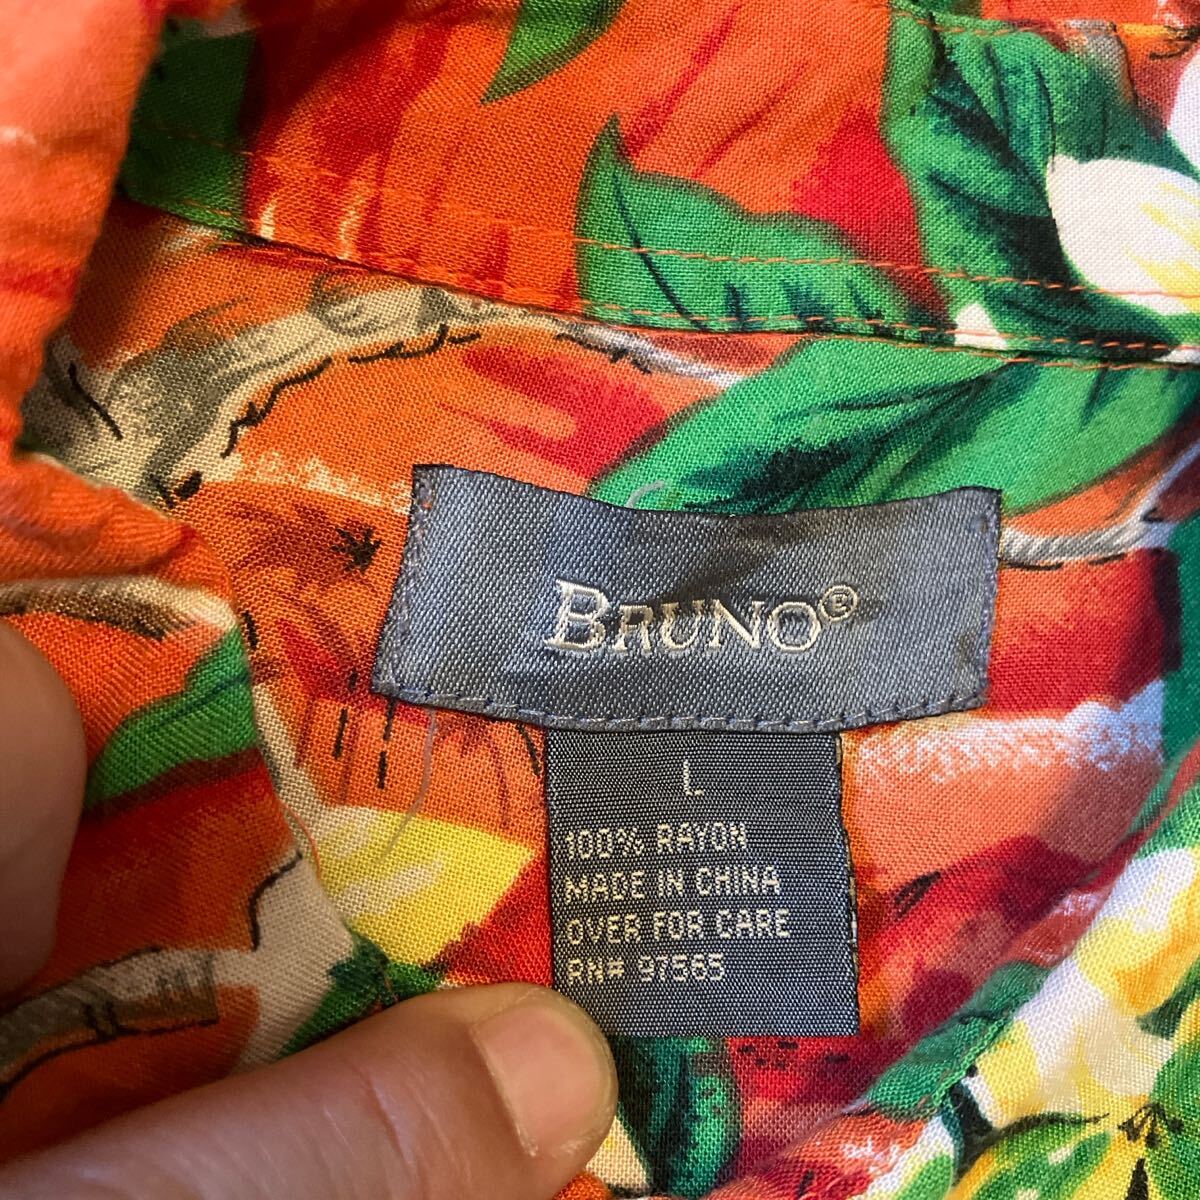 BRUNO®
L
100% RAYON
MADE IN CHINA
OVER FOR CARE
RN# 97565